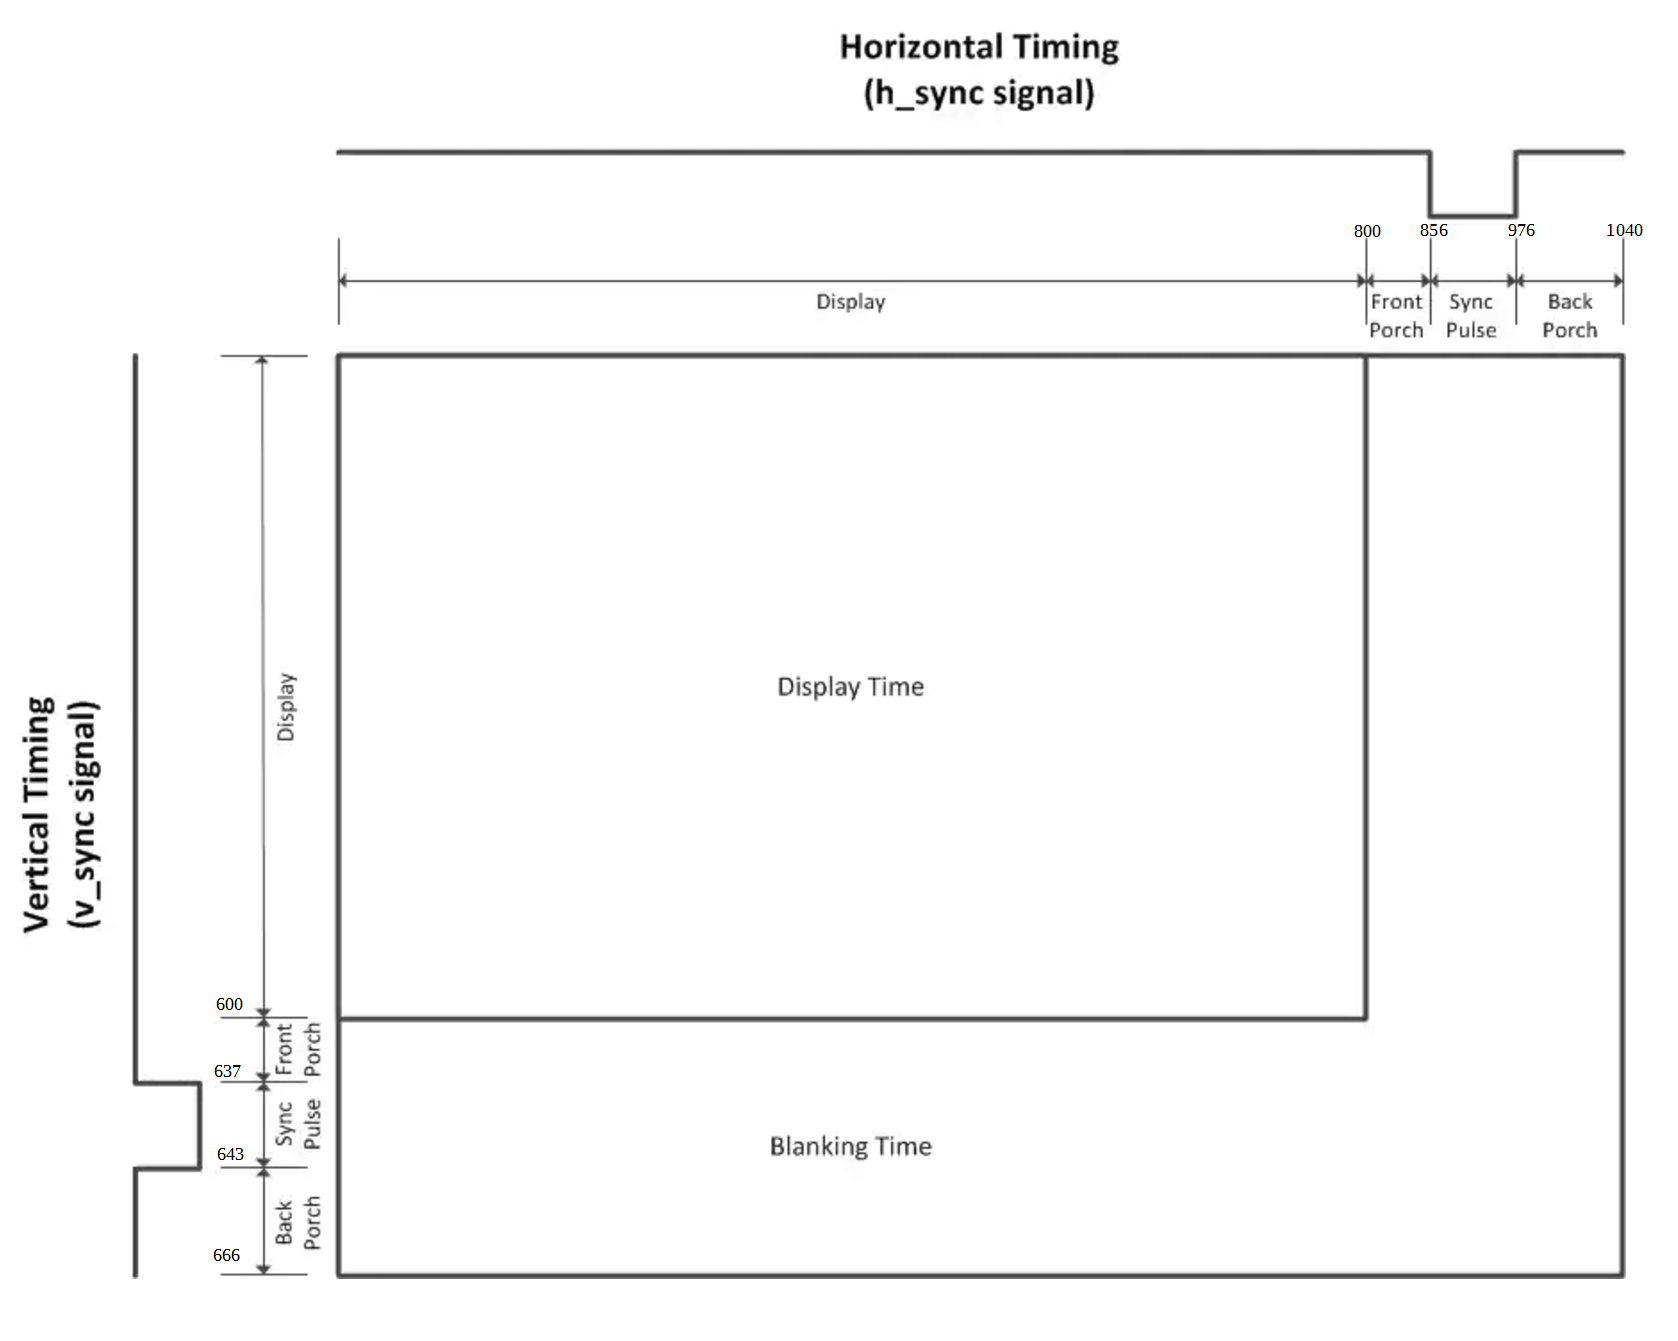 Horizontal Timing
(h_sync signal)
800
856
976
1040
Display
Front
Porch
Sync
Pulse
Back
Porch
Vertical Timing
(v_sync signal)
Display
Display Time
600
Front
Porch
637
Sync
Pulse
643
Blanking Time
Back
Porch
666